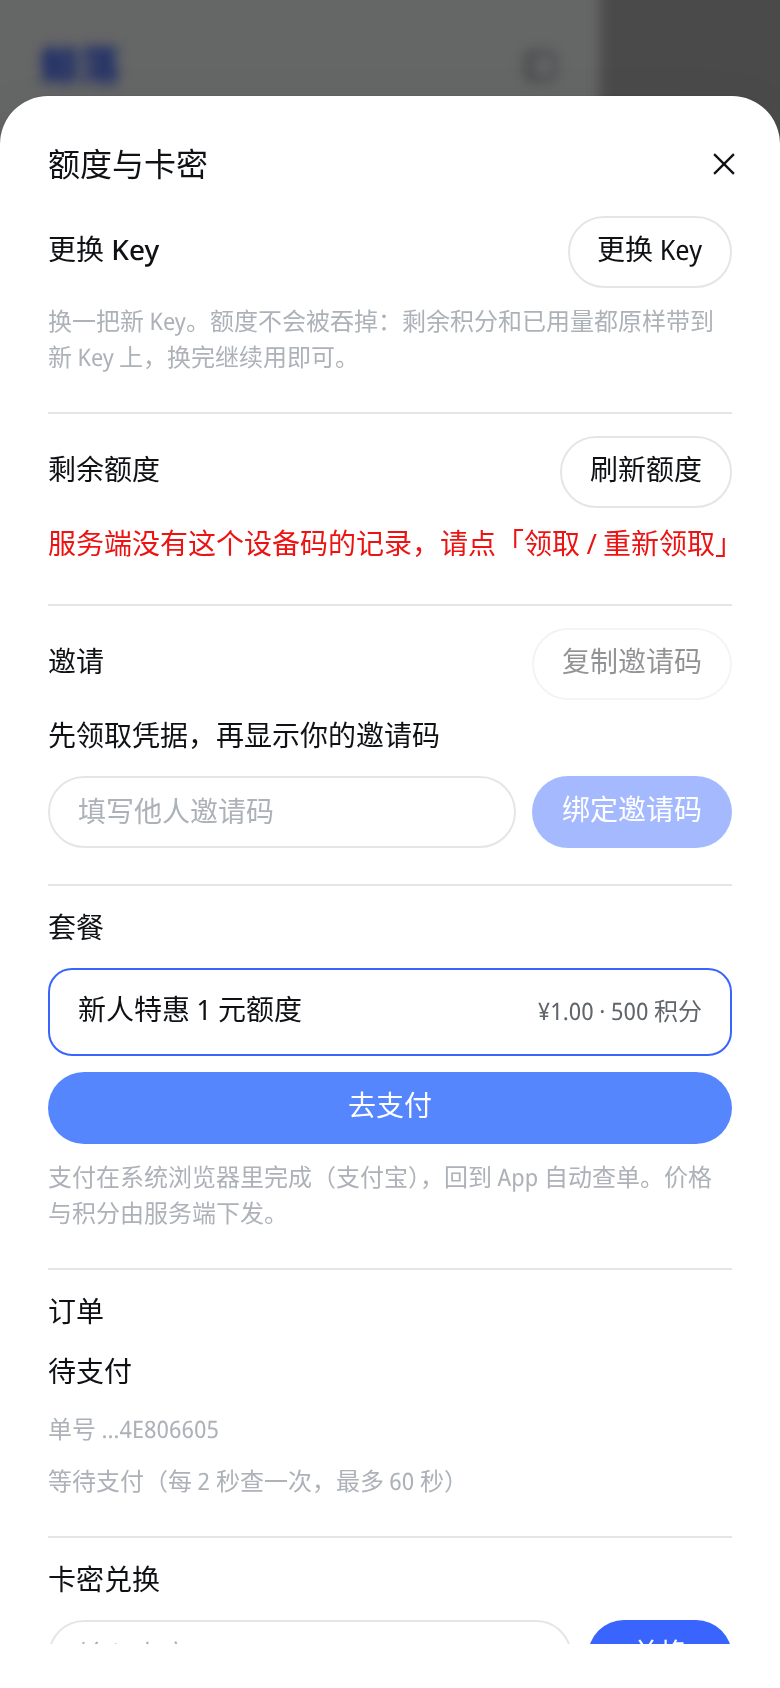 额度与卡密
更换 Key
更换 Key
换一把新 Key。额度不会被吞掉：剩余积分和已用量都原样带到
新 Key 上，换完继续用即可。
剩余额度
刷新额度
服务端没有这个设备码的记录，请点「领取 / 重新领取」
邀请
复制邀请码
先领取凭据，再显示你的邀请码
填写他人邀请码
绑定邀请码
套餐
新人特惠 1 元额度
¥1.00 · 500 积分
去支付
支付在系统浏览器里完成（支付宝），回到 App 自动查单。价格
与积分由服务端下发。
订单
待支付
单号 …4E806605
等待支付（每 2 秒查一次，最多 60 秒）
卡密兑换